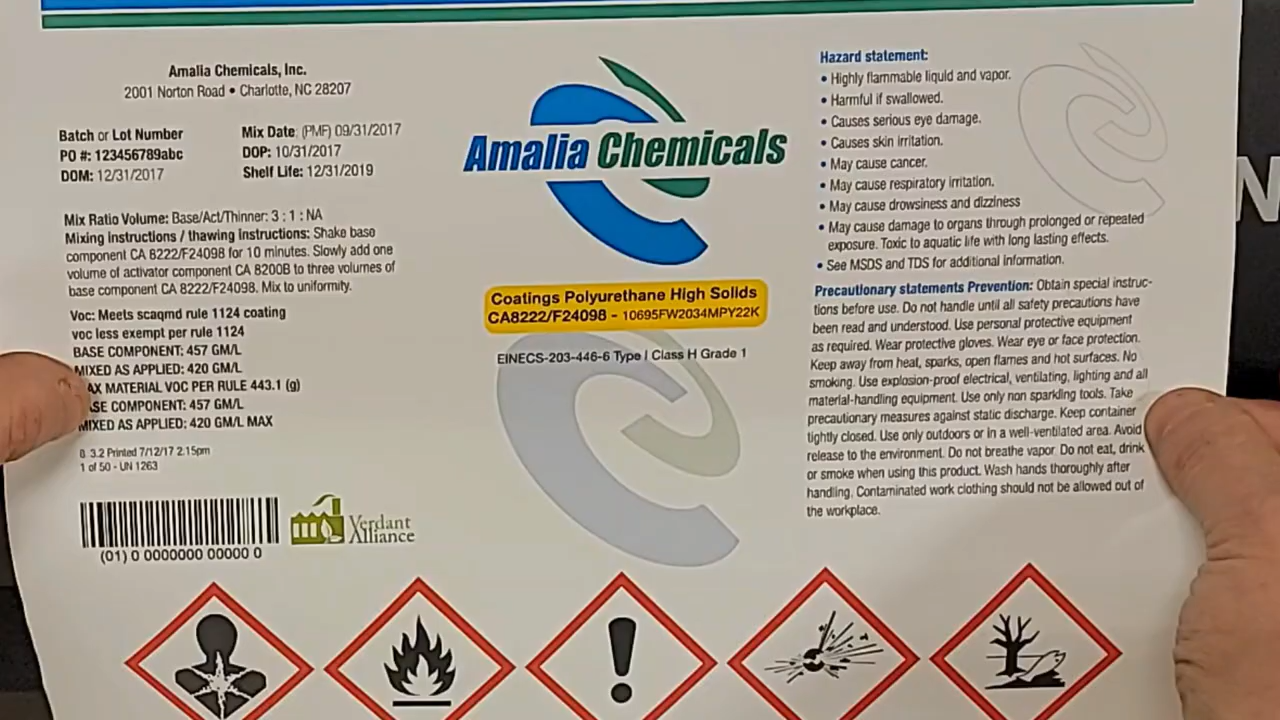 Amalia Chemicals, Inc.
2001 Norton Road • Charlotte, NC 28207
Batch or Lot Number
PO #: 123456789abc
DOM: 12/31/2017
Mix Date: (PMF) 09/31/2017
DOP: 10/31/2017
Shelf Life: 12/31/2019
Mix Ratio Volume: Base/Act/Thinner: 3 : 1 : NA
Mixing Instructions / thawing Instructions: Shake base
component CA 8222/F24098 for 10 minutes. Slowly add one
volume of activator component CA 8200B to three volumes of
base component CA 8222/F24098. Mix to uniformity.
Voc: Meets scaqmd rule 1124 coating
voc less exempt per rule 1124
BASE COMPONENT: 457 GM/L
MIXED AS APPLIED: 420 GM/L
AX MATERIAL VOC PER RULE 443.1 (g)
ASE COMPONENT: 457 GM/L
MIXED AS APPLIED: 420 GM/L MAX
3.2 Printed 7/12/17 2:15pm
1 of 50 - UN 1263
(01) 0 0000000 00000 0
Verdant
Alliance
Amalia Chemicals
Coatings Polyurethane High Solids
CA8222/F24098 - 10695FW2034MPY22K
EINECS-203-446-6 Type I Class H Grade 1
Hazard statement:
• Highly flammable liquid and vapor.
• Harmful if swallowed.
• Causes serious eye damage.
• Causes skin irritation.
• May cause cancer.
• May cause respiratory irritation.
• May cause drowsiness and dizziness
• May cause damage to organs through prolonged or repeated
exposure. Toxic to aquatic life with long lasting effects.
• See MSDS and TDS for additional information.
Precautionary statements Prevention: Obtain special instruc-
tions before use. Do not handle until all safety precautions have
been read and understood. Use personal protective equipment
as required. Wear protective gloves. Wear eye or face protection.
Keep away from heat, sparks, open flames and hot surfaces. No
smoking. Use explosion-proof electrical, ventilating, lighting and all
material-handling equipment. Use only non sparkling tools. Take
precautionary measures against static discharge. Keep container
tightly closed. Use only outdoors or in a well-ventilated area. Avoid
release to the environment. Do not breathe vapor. Do not eat, drink
or smoke when using this product. Wash hands thoroughly after
handling. Contaminated work clothing should not be allowed out of
the workplace.
N